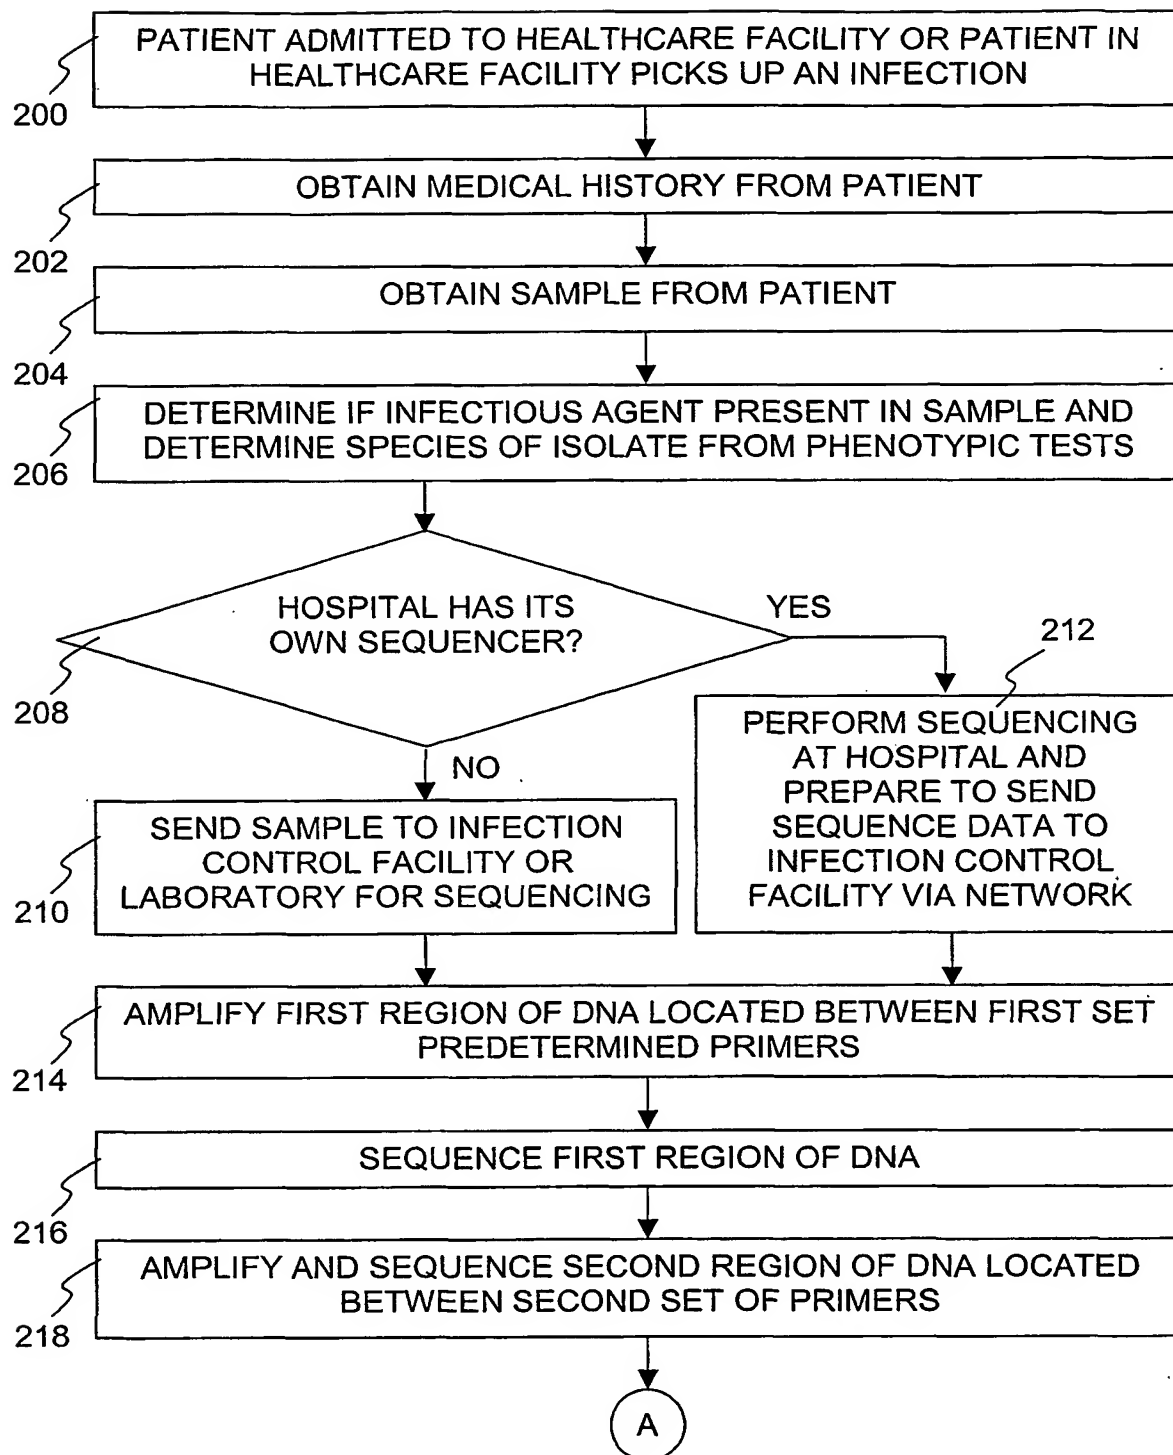 PATIENT ADMITTED TO HEALTHCARE FACILITY OR PATIENT IN
HEALTHCARE FACILITY PICKS UP AN INFECTION
200
OBTAIN MEDICAL HISTORY FROM PATIENT
202
OBTAIN SAMPLE FROM PATIENT
204
DETERMINE IF INFECTIOUS AGENT PRESENT IN SAMPLE AND
DETERMINE SPECIES OF ISOLATE FROM PHENOTYPIC TESTS
206
HOSPITAL HAS ITS
OWN SEQUENCER?
208
YES
NO
212
PERFORM SEQUENCING
AT HOSPITAL AND
PREPARE TO SEND
SEQUENCE DATA TO
INFECTION CONTROL
FACILITY VIA NETWORK
SEND SAMPLE TO INFECTION
CONTROL FACILITY OR
LABORATORY FOR SEQUENCING
210
AMPLIFY FIRST REGION OF DNA LOCATED BETWEEN FIRST SET
PREDETERMINED PRIMERS
214
SEQUENCE FIRST REGION OF DNA
216
AMPLIFY AND SEQUENCE SECOND REGION OF DNA LOCATED
BETWEEN SECOND SET OF PRIMERS
218
A